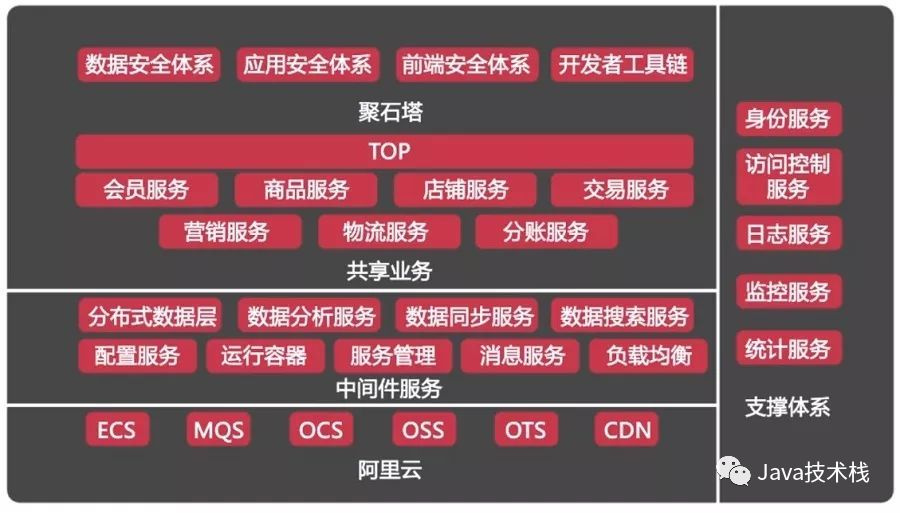 数据安全体系 应用安全体系 前端安全体系 开发者工具链
聚石塔
TOP
会员服务 商品服务 店铺服务 交易服务
营销服务 物流服务 分账服务
共享业务
分布式数据层 数据分析服务 数据同步服务 数据搜索服务
配置服务 运行容器 服务管理 消息服务 负载均衡
中间件服务
ECS MQS OCS OSS OTS CDN
阿里云
身份服务
访问控制
服务
日志服务
监控服务
统计服务
支撑体系
Java技术栈